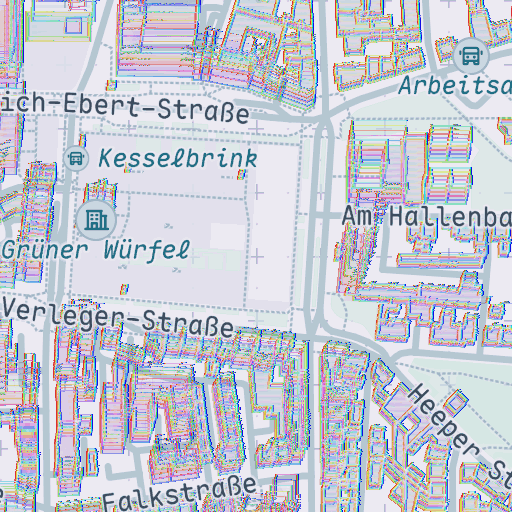 Arbeitsa
ich-Ebert-Straße
Kesselbrink
Am Hallenba
Grüner Würfel
Verleger-Straße
Heeper St
Falkstraße